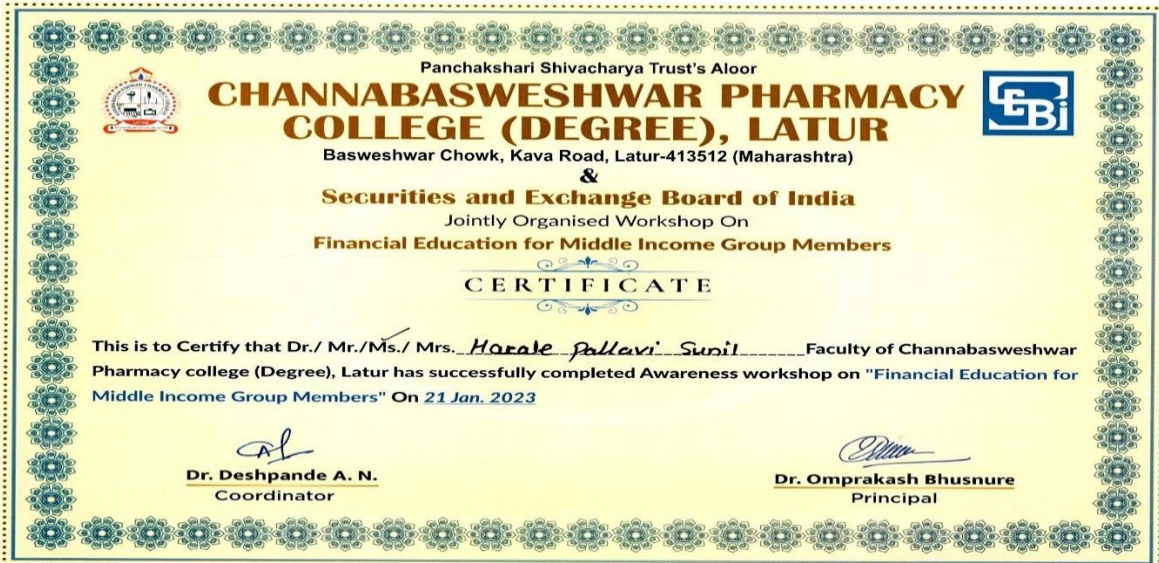 Panchakshari Shivacharya Trust's Aloor
CHANNABASWESHWAR PHARMACY
COLLEGE (DEGREE), LATUR
Basweshwar Chowk, Kava Road, Latur-413512 (Maharashtra)
&
Securities and Exchange Board of India
Jointly Organised Workshop On
Financial Education for Middle Income Group Members
CERTIFICATE
This is to Certify that Dr./ Mr./Ms./ Mrs. Harale Pallavi Sunil Faculty of Channabasweshwar
Pharmacy college (Degree), Latur has successfully completed Awareness workshop on "Financial Education for
Middle Income Group Members" On 21 Jan. 2023
Dr. Deshpande A. N.
Coordinator
Dr. Omprakash Bhusnure
Principal
SEBI
LATUR